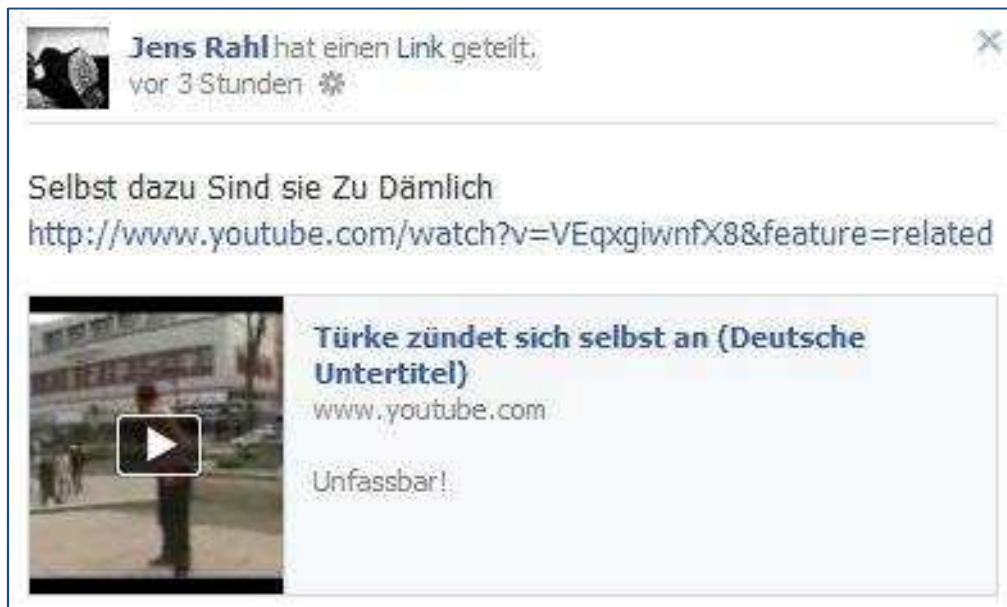 Jens Rahl hat einen Link geteilt.
vor 3 Stunden
Selbst dazu Sind sie Zu Dämlich
http://www.youtube.com/watch?v=VEqxgiwnfX8&feature=related
Türke zündet sich selbst an (Deutsche
Untertitel)
www.youtube.com
Unfassbar!